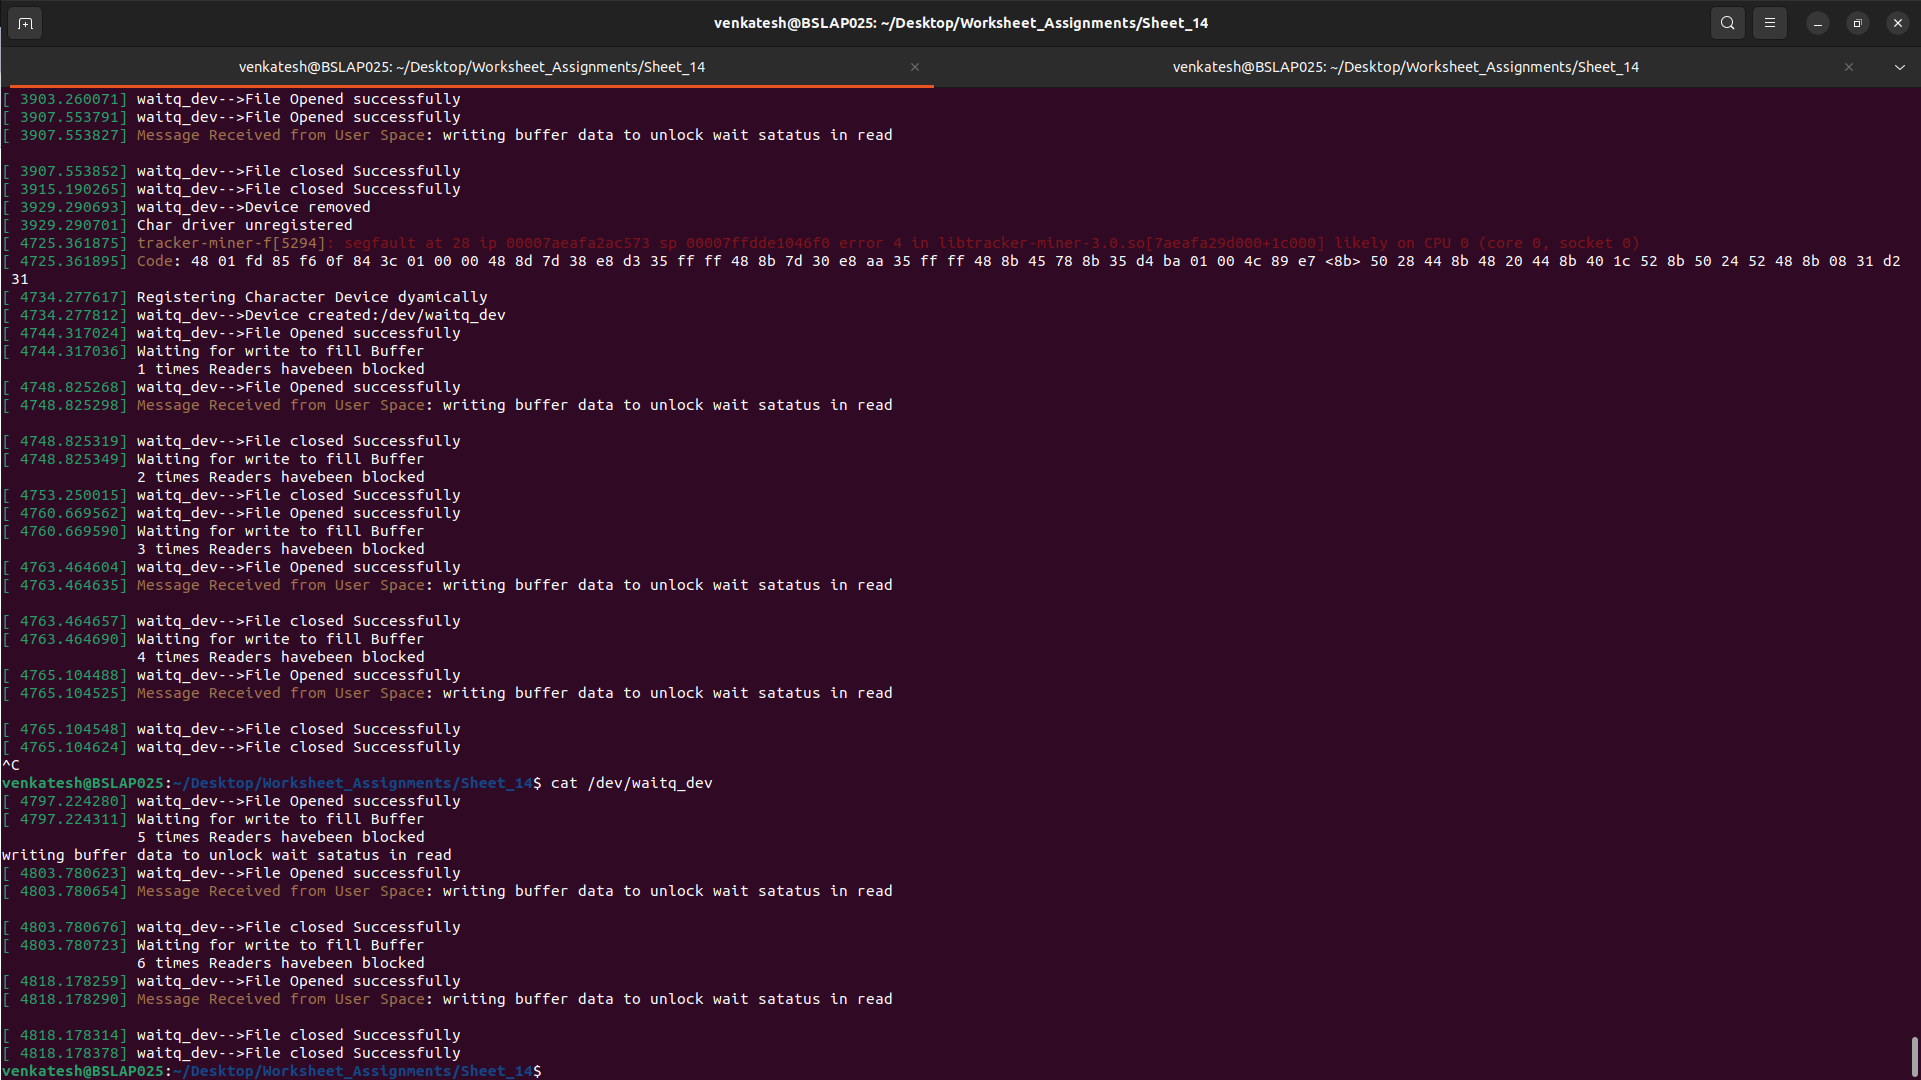 venkatesh@BSLAP025: ~/Desktop/Worksheet_Assignments/Sheet_14
venkatesh@BSLAP025: ~/Desktop/Worksheet_Assignments/Sheet_14
venkatesh@BSLAP025: ~/Desktop/Worksheet_Assignments/Sheet_14
[ 3903.260071] waitq_dev-->File Opened successfully
[ 3907.553791] waitq_dev-->File Opened successfully
[ 3907.553827] Message Received from User Space: writing buffer data to unlock wait satatus in read
[ 3907.553852] waitq_dev-->File closed Successfully
[ 3915.190265] waitq_dev-->File closed Successfully
[ 3929.290693] waitq_dev-->Device removed
[ 3929.290701] Char driver unregistered
[ 4725.361875] tracker-miner-f[5294]: segfault at 28 ip 00007aeafa2ac573 sp 00007ffdde1046f0 error 4 in libtracker-miner-3.0.so[7aeafa29d000+1c000] likely on CPU 0 (core 0, socket 0)
[ 4725.361895] Code: 48 01 fd 85 f6 0f 84 3c 01 00 00 48 8d 7d 38 e8 d3 35 ff ff 48 8b 7d 30 e8 aa 35 ff ff 48 8b 45 78 8b 35 d4 ba 01 00 4c 89 e7 <8b> 50 28 44 8b 48 20 44 8b 40 1c 52 8b 50 24 52 48 8b 08 31 d2
31
[ 4734.277617] Registering Character Device dyamically
[ 4734.277812] waitq_dev-->Device created:/dev/waitq_dev
[ 4744.317024] waitq_dev-->File Opened successfully
[ 4744.317036] Waiting for write to fill Buffer
1 times Readers havebeen blocked
[ 4748.825268] waitq_dev-->File Opened successfully
[ 4748.825298] Message Received from User Space: writing buffer data to unlock wait satatus in read
[ 4748.825319] waitq_dev-->File closed Successfully
[ 4748.825349] Waiting for write to fill Buffer
2 times Readers havebeen blocked
[ 4753.250015] waitq_dev-->File closed Successfully
[ 4760.669562] waitq_dev-->File Opened successfully
[ 4760.669590] Waiting for write to fill Buffer
3 times Readers havebeen blocked
[ 4763.464604] waitq_dev-->File Opened successfully
[ 4763.464635] Message Received from User Space: writing buffer data to unlock wait satatus in read
[ 4763.464657] waitq_dev-->File closed Successfully
[ 4763.464690] Waiting for write to fill Buffer
4 times Readers havebeen blocked
[ 4765.104488] waitq_dev-->File Opened successfully
[ 4765.104525] Message Received from User Space: writing buffer data to unlock wait satatus in read
[ 4765.104548] waitq_dev-->File closed Successfully
[ 4765.104624] waitq_dev-->File closed Successfully
^C
venkatesh@BSLAP025:~/Desktop/Worksheet_Assignments/Sheet_14$ cat /dev/waitq_dev
[ 4797.224280] waitq_dev-->File Opened successfully
[ 4797.224311] Waiting for write to fill Buffer
5 times Readers havebeen blocked
writing buffer data to unlock wait satatus in read
[ 4803.780623] waitq_dev-->File Opened successfully
[ 4803.780654] Message Received from User Space: writing buffer data to unlock wait satatus in read
[ 4803.780676] waitq_dev-->File closed Successfully
[ 4803.780723] Waiting for write to fill Buffer
6 times Readers havebeen blocked
[ 4818.178259] waitq_dev-->File Opened successfully
[ 4818.178290] Message Received from User Space: writing buffer data to unlock wait satatus in read
[ 4818.178314] waitq_dev-->File closed Successfully
[ 4818.178378] waitq_dev-->File closed Successfully
venkatesh@BSLAP025:~/Desktop/Worksheet_Assignments/Sheet_14$